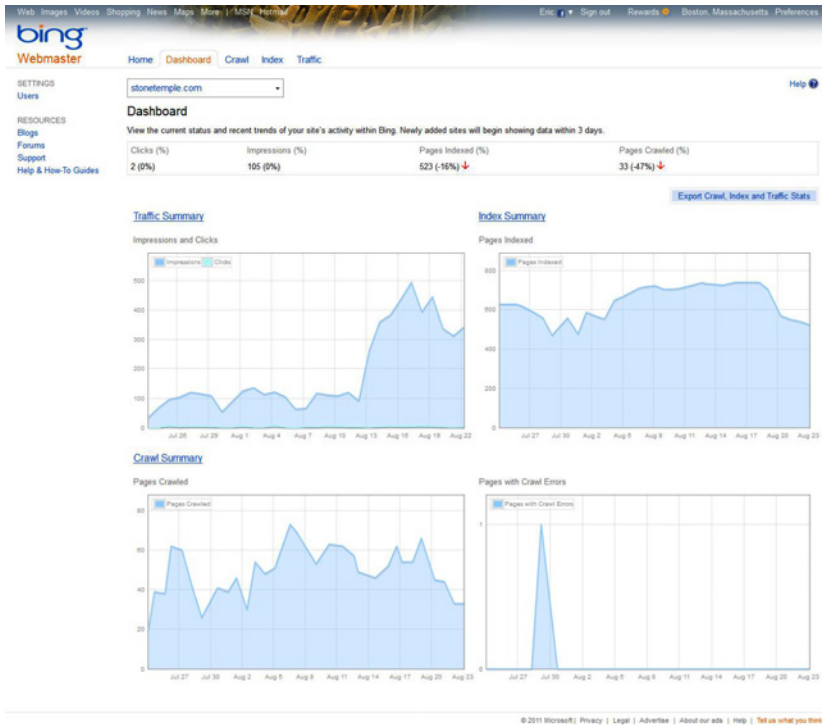 Web Images Videos Shopping News Maps More | MSN Hotmail Eric ▾ Sign out Rewards Boston, Massachusetts Preferences
bing
Webmaster
Home Dashboard Crawl Index Traffic
SETTINGS
Users
RESOURCES
Blogs
Forums
Support
Help & How-To Guides
stonetemple.com
Help
Dashboard
View the current status and recent trends of your site's activity within Bing. Newly added sites will begin showing data within 3 days.
Clicks (%) Impressions (%) Pages Indexed (%) Pages Crawled (%)
2 (0%) 105 (0%) 523 (-16%) 33 (-47%)
Export Crawl, Index and Traffic Stats
Traffic Summary
Impressions and Clicks
Impressions Clicks
500
400
300
200
100
0
Jul 26 Jul 29 Aug 1 Aug 4 Aug 7 Aug 10 Aug 13 Aug 16 Aug 19 Aug 22
Index Summary
Pages Indexed
Pages Indexed
800
600
400
200
0
Jul 27 Jul 30 Aug 2 Aug 5 Aug 8 Aug 11 Aug 14 Aug 17 Aug 20 Aug 23
Crawl Summary
Pages Crawled
Pages Crawled
80
60
40
20
0
Jul 27 Jul 30 Aug 2 Aug 5 Aug 8 Aug 11 Aug 14 Aug 17 Aug 20 Aug 23
Pages with Crawl Errors
Pages with Crawl Errors
1
0
Jul 27 Jul 30 Aug 2 Aug 5 Aug 8 Aug 11 Aug 14 Aug 17 Aug 20 Aug 23
© 2011 Microsoft | Privacy | Legal | Advertise | About our ads | Help | Tell us what you think